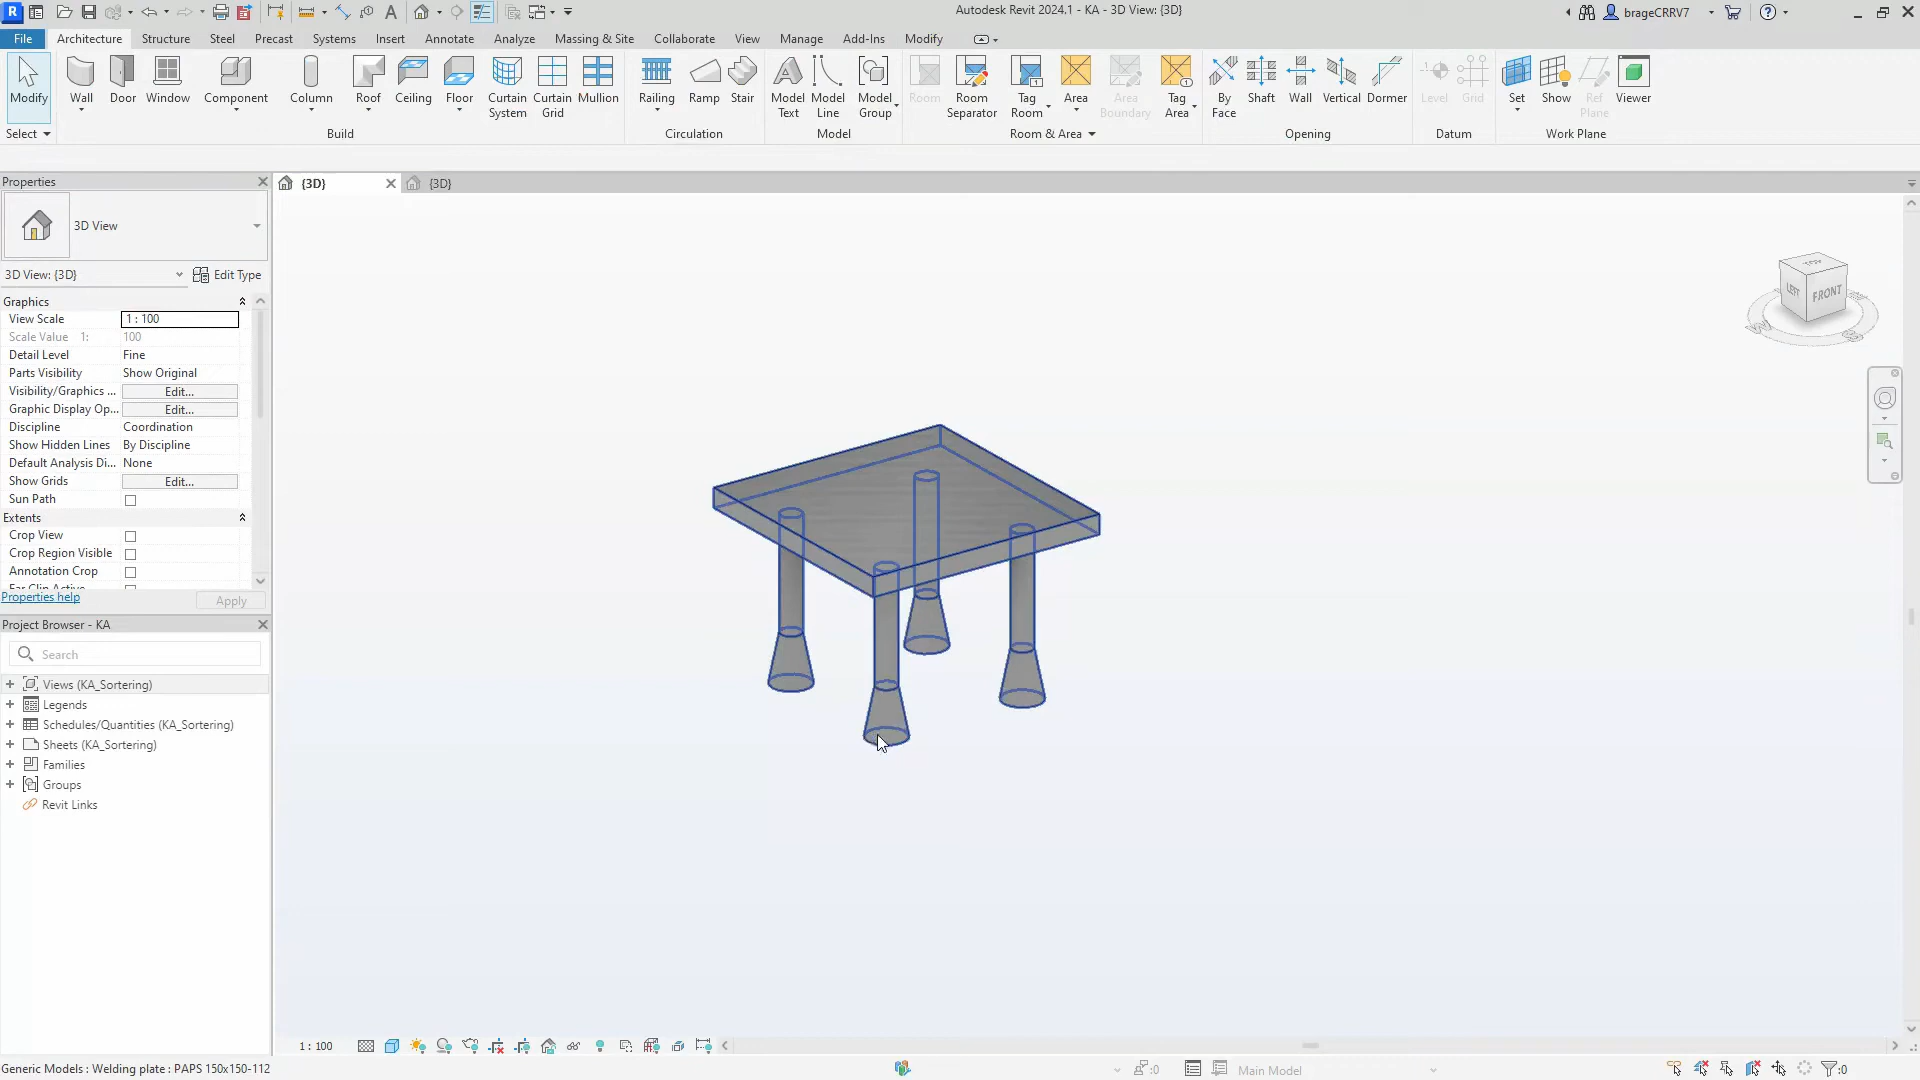 Autodesk Revit 2024.1 - KA - 3D View: {3D}
brageCRRV7
File
Architecture
Structure
Steel
Precast
Systems
Insert
Annotate
Analyze
Massing & Site
Collaborate
View
Manage
Add-Ins
Modify
Modify
Wall
Door
Window
Component
Column
Roof
Ceiling
Floor
Curtain System
Curtain Grid
Mullion
Railing
Ramp
Stair
Model Text
Model Line
Model Group
Room
Room Separator
Tag Room
Area
Area Boundary
Tag Area
By Face
Shaft
Wall
Vertical
Dormer
Level
Grid
Set
Show
Ref Plane
Viewer
Select
Build
Circulation
Model
Room & Area
Opening
Datum
Work Plane
Properties
{3D}
{3D}
3D View
3D View: {3D}
Edit Type
Graphics
View Scale 1 : 100
Scale Value 1: 100
Detail Level Fine
Parts Visibility Show Original
Visibility/Graphics ... Edit...
Graphic Display Op... Edit...
Discipline Coordination
Show Hidden Lines By Discipline
Default Analysis Di... None
Show Grids Edit...
Sun Path
Extents
Crop View
Crop Region Visible
Annotation Crop
Far Clip Active
Properties help
Apply
Project Browser - KA
Search
Views (KA_Sortering)
Legends
Schedules/Quantities (KA_Sortering)
Sheets (KA_Sortering)
Families
Groups
Revit Links
TOP
LEFT
FRONT
W
S
1 : 100
Generic Models : Welding plate : PAPS 150x150-112
:0
Main Model
:0